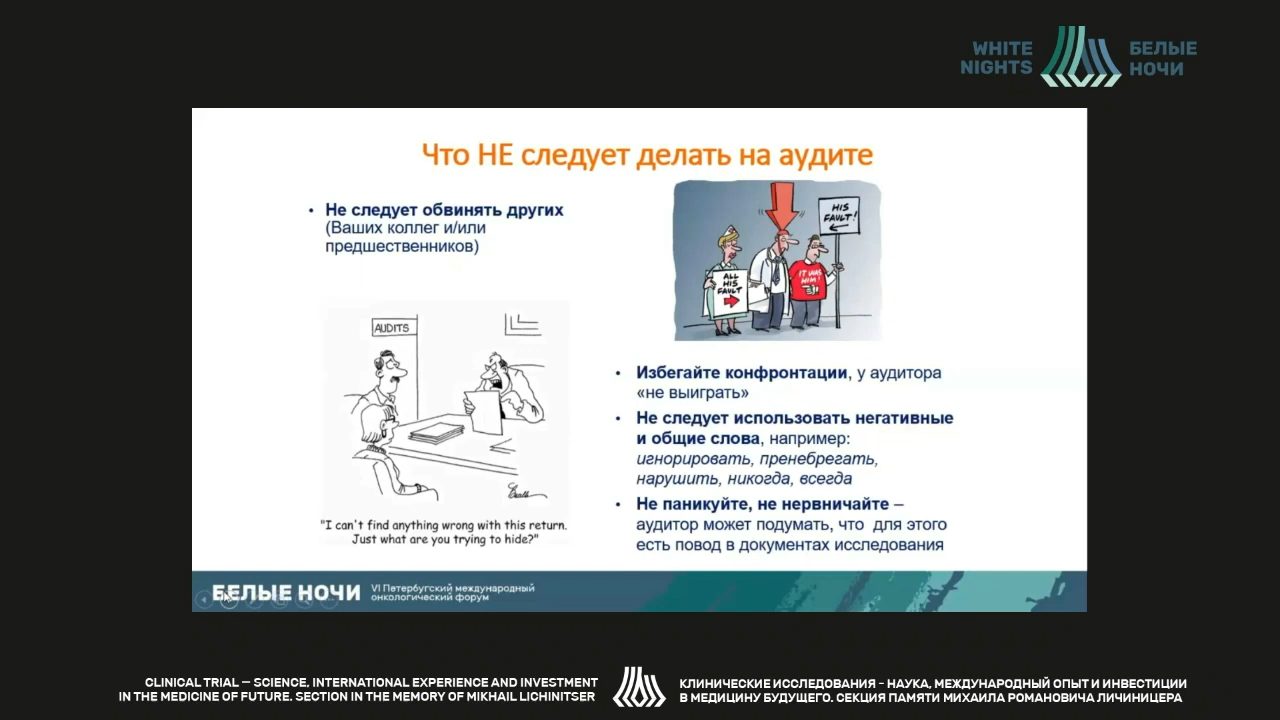 WHITE
NIGHTS
БЕЛЫЕ
НОЧИ
Что НЕ следует делать на аудите
• Не следует обвинять других
(Ваших коллег и/или
предшественников)
HIS
FAULT!
ALL
HIS
FAULT
IT WAS
HIM!
AUDITS
"I can't find anything wrong with this return.
Just what are you trying to hide?"
• Избегайте конфронтации, у аудитора
«не выиграть»
• Не следует использовать негативные
и общие слова, например:
игнорировать, пренебрегать,
нарушить, никогда, всегда
• Не паникуйте, не нервничайте –
аудитор может подумать, что для этого
есть повод в документах исследования
БЕЛЫЕ НОЧИ
VI Петербугский международный
онкологический форум
CLINICAL TRIAL – SCIENCE, INTERNATIONAL EXPERIENCE AND INVESTMENT
IN THE MEDICINE OF FUTURE. SECTION IN THE MEMORY OF MIKHAIL LICHINITSER
КЛИНИЧЕСКИЕ ИССЛЕДОВАНИЯ - НАУКА, МЕЖДУНАРОДНЫЙ ОПЫТ И ИНВЕСТИЦИИ
В МЕДИЦИНУ БУДУЩЕГО. СЕКЦИЯ ПАМЯТИ МИХАИЛА РОМАНОВИЧА ЛИЧИНИЦЕРА